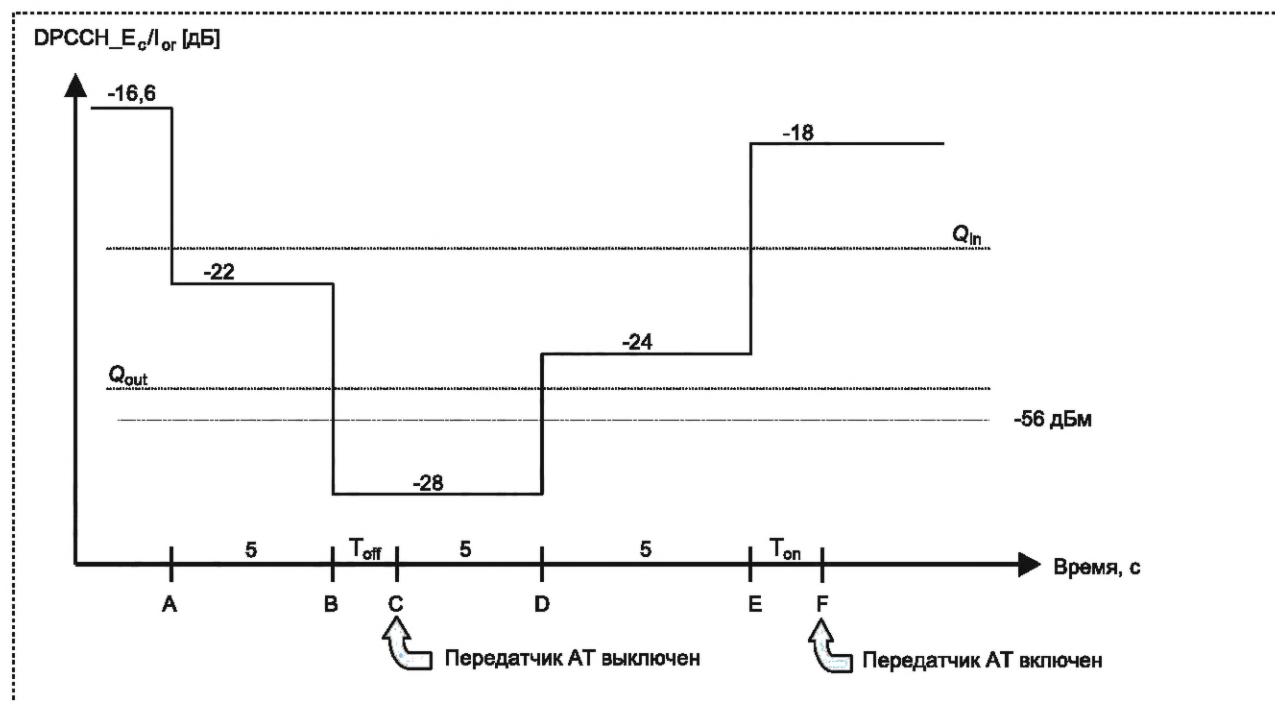 DPCCH_Ec/Ior [дБ]
-16,6
-18
Qin
-22
-24
Qout
-56 дБм
-28
5 Toff 5 5 Ton
Время, с
A B C D E F
Передатчик АТ выключен
Передатчик АТ включен